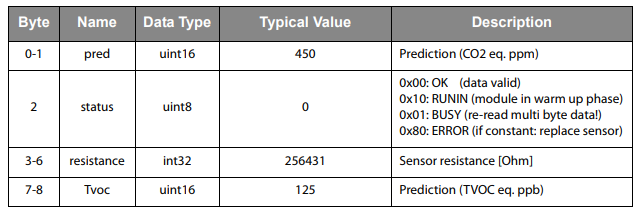 Byte Name Data Type Typical Value Description
0-1 pred uint16 450 Prediction (CO2 eq. ppm)
0x00: OK (data valid)
0x10: RUNIN (module in warm up phase)
2 status uint8 0
0x01: BUSY (re-read multi byte data!)
0x80: ERROR (if constant: replace sensor)
3-6 resistance int32 256431 Sensor resistance [Ohm]
7-8 Tvoc uint16 125 Prediction (TVOC eq. ppb)